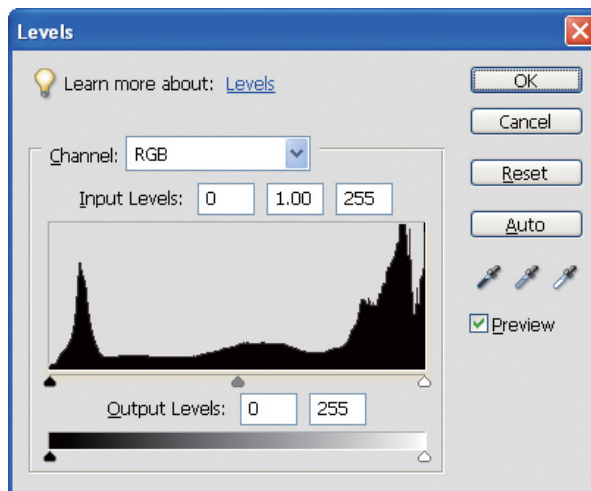 Levels
Learn more about: Levels
OK
Cancel
Channel: RGB
Reset
Input Levels: 0 1.00 255
Auto
Preview
Output Levels: 0 255